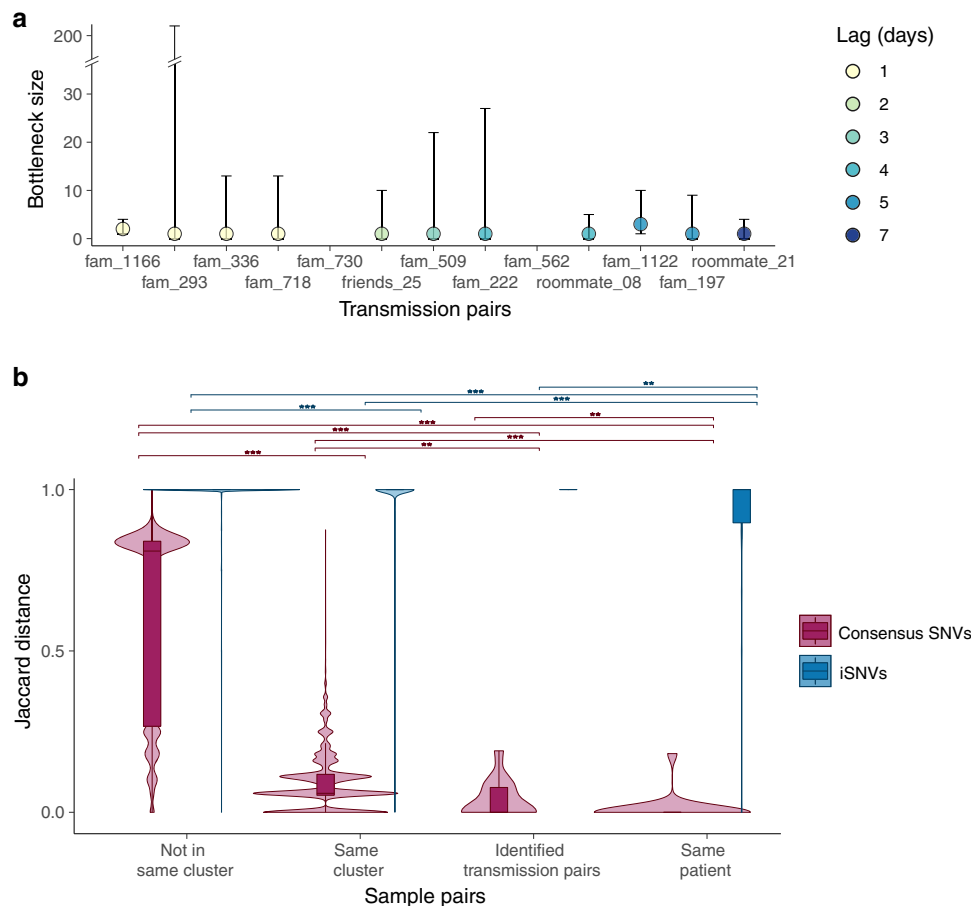 a
Bottleneck size
200
30
20
10
0
fam_1166
fam_293
fam_336
fam_718
fam_730
friends_25
fam_509
fam_222
fam_562
roommate_08
fam_1122
fam_197
roommate_21
Transmission pairs
Lag (days)
1
2
3
4
5
7
b
**
***
***
***
**
***
***
***
**
***
Jaccard distance
1.0
0.5
0.0
Not in
same cluster
Same
cluster
Identified
transmission pairs
Same
patient
Sample pairs
Consensus SNVs
iSNVs